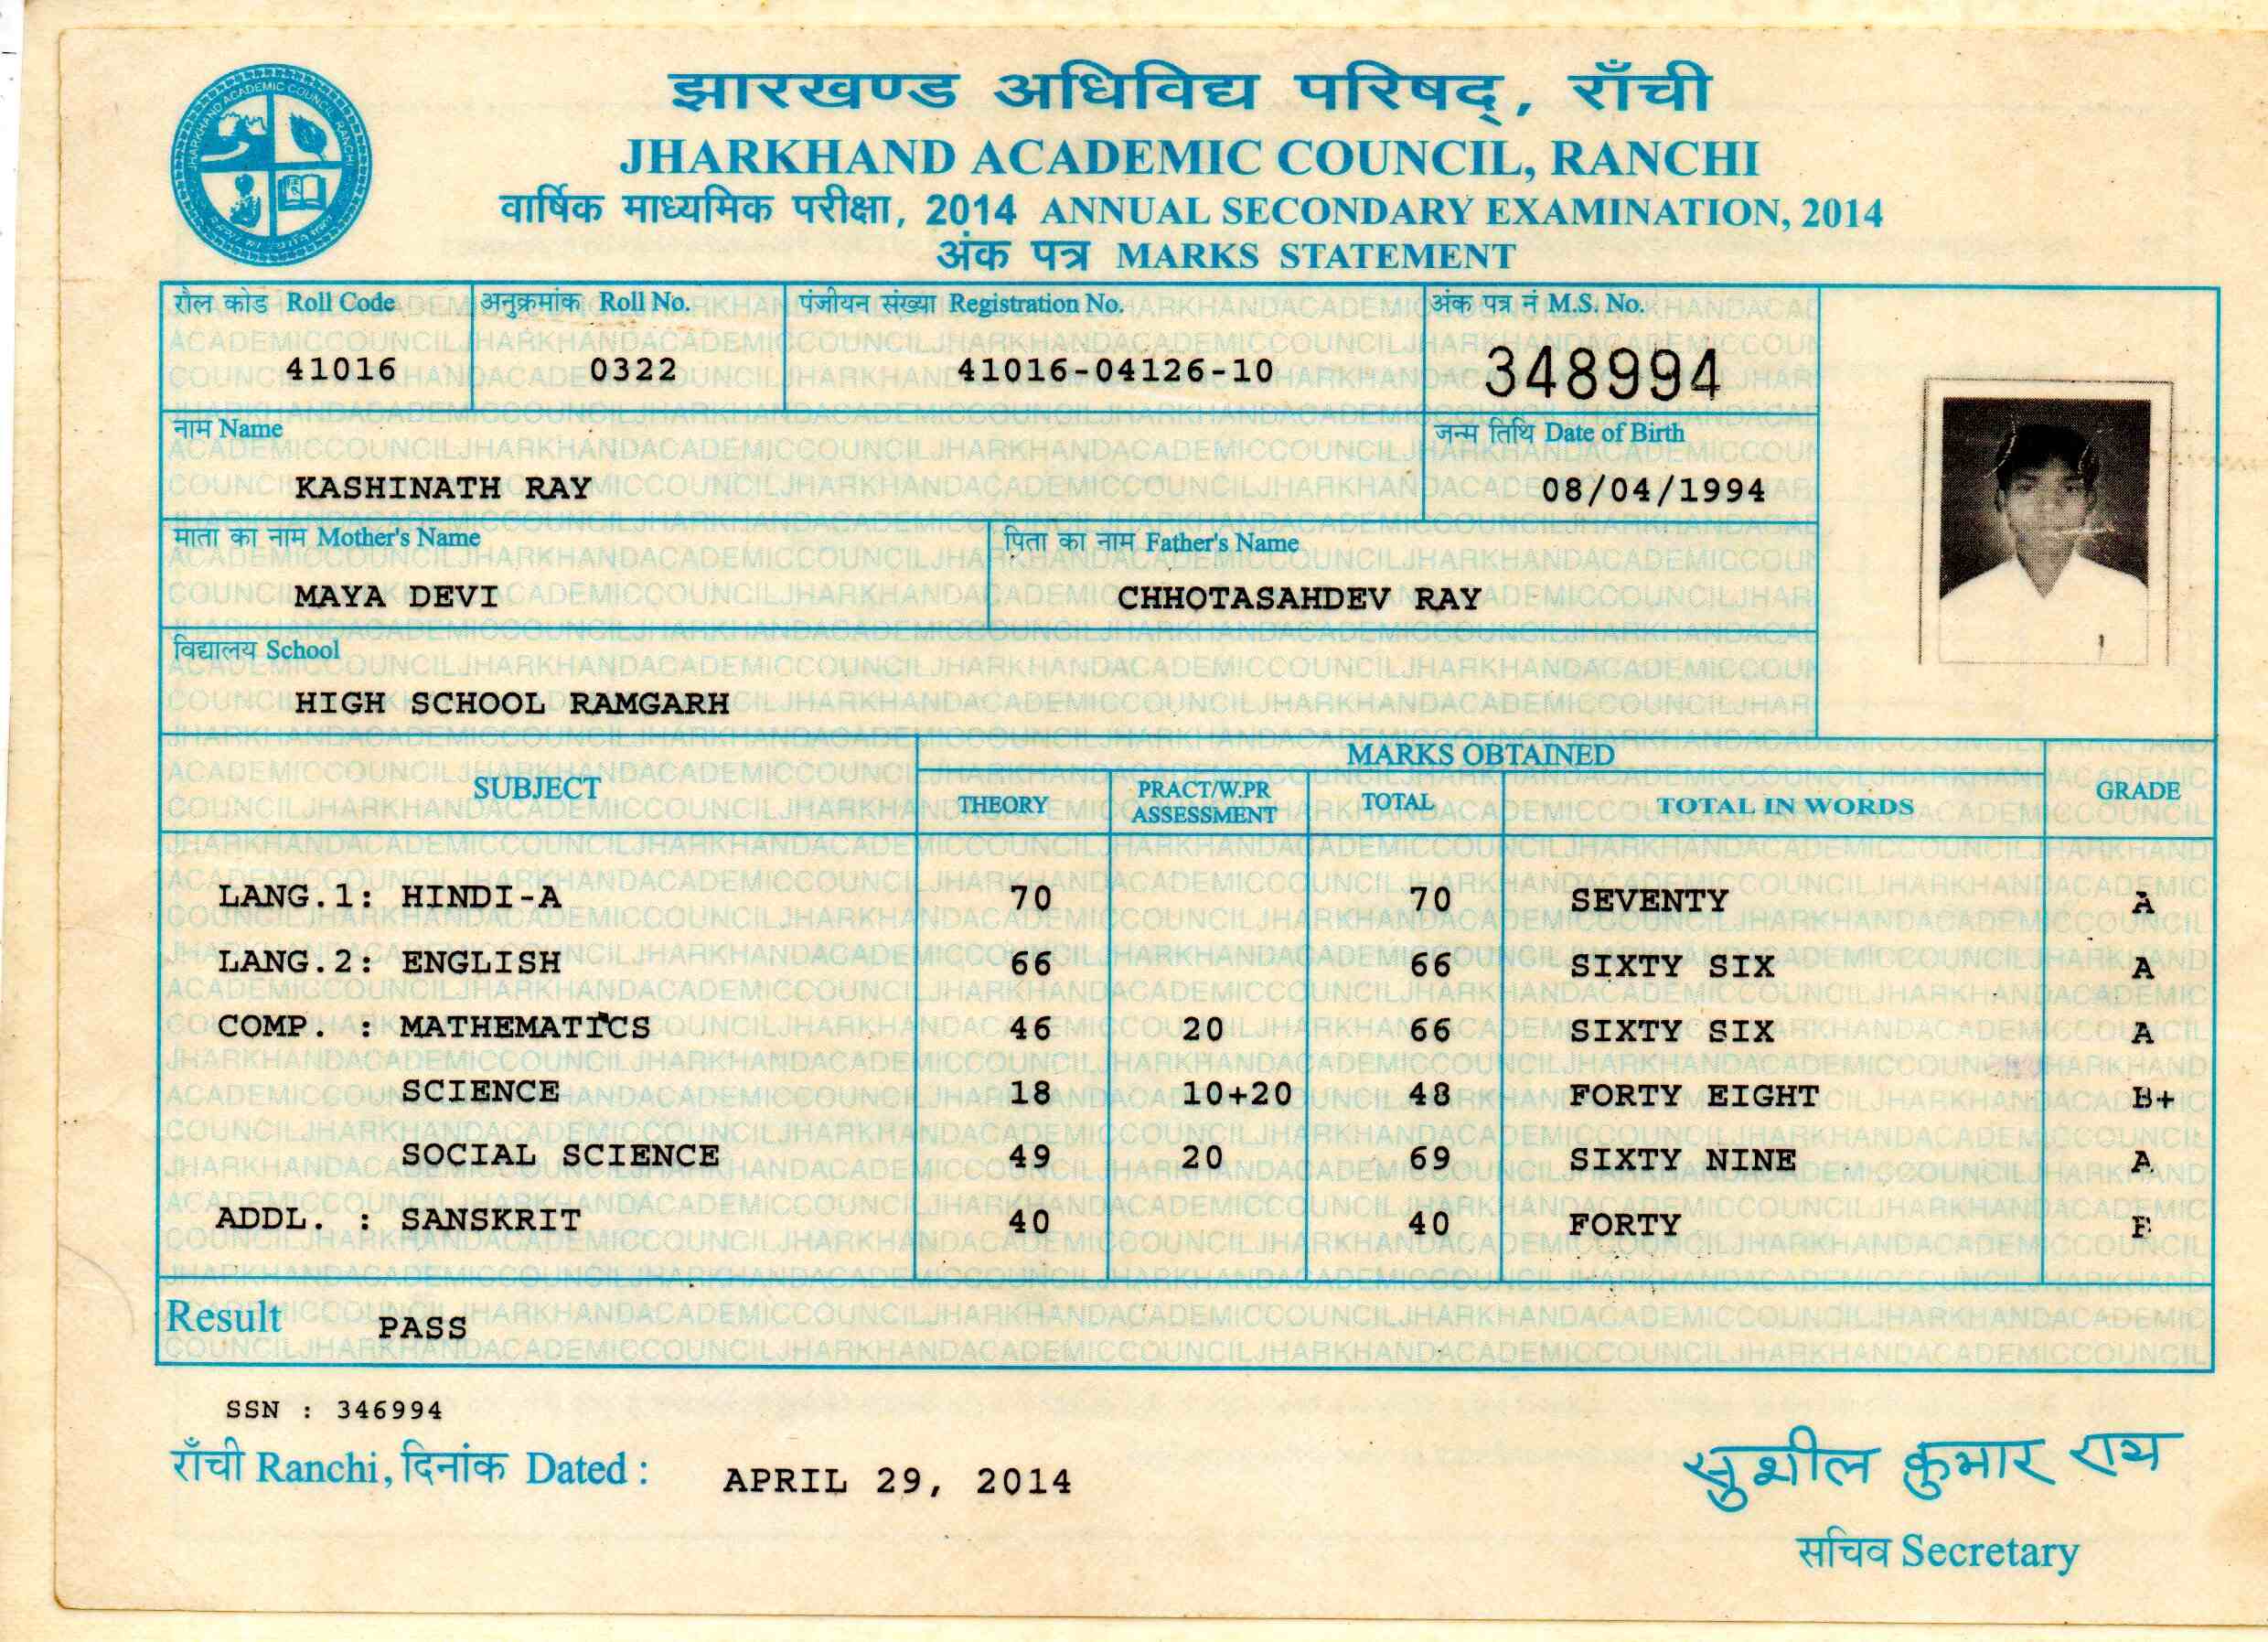 झारखण्ड अधिविद्य परिषद्, राँची
JHARKHAND ACADEMIC COUNCIL, RANCHI
वार्षिक माध्यमिक परीक्षा, 2014 ANNUAL SECONDARY EXAMINATION, 2014
अंक पत्र MARKS STATEMENT
JHARKHAND ACADEMIC COUNCIL RANCHI
रौल कोड Roll Code अनुक्रमांक Roll No. पंजीयन संख्या Registration No. अंक पत्र नं M.S. No.
41016 0322 41016-04126-10 348994
नाम Name जन्म तिथि Date of Birth
KASHINATH RAY 08/04/1994
माता का नाम Mother's Name पिता का नाम Father's Name
MAYA DEVI CHHOTASAHDEV RAY
विद्यालय School
HIGH SCHOOL RAMGARH
MARKS OBTAINED
SUBJECT THEORY PRACT/W.PR ASSESSMENT TOTAL TOTAL IN WORDS GRADE
LANG.1: HINDI-A 70 70 SEVENTY A
LANG.2: ENGLISH 66 66 SIXTY SIX A
COMP. : MATHEMATICS 46 20 66 SIXTY SIX A
SCIENCE 18 10+20 48 FORTY EIGHT B+
SOCIAL SCIENCE 49 20 69 SIXTY NINE A
ADDL. : SANSKRIT 40 40 FORTY
Result PASS
SSN : 346994
राँची Ranchi, दिनांक Dated : APRIL 29, 2014
सुशील कुमार राय
सचिव Secretary